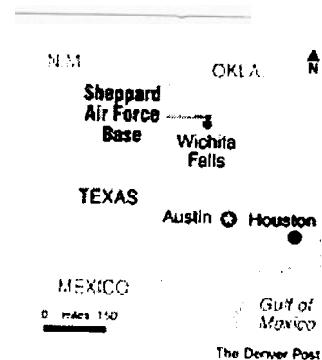 N.M.
OKLA.
N
Sheppard
Air Force
Base
Wichita
Falls
TEXAS
Austin
Houston
MEXICO
0 miles 150
Gulf of
Mexico
The Denver Post